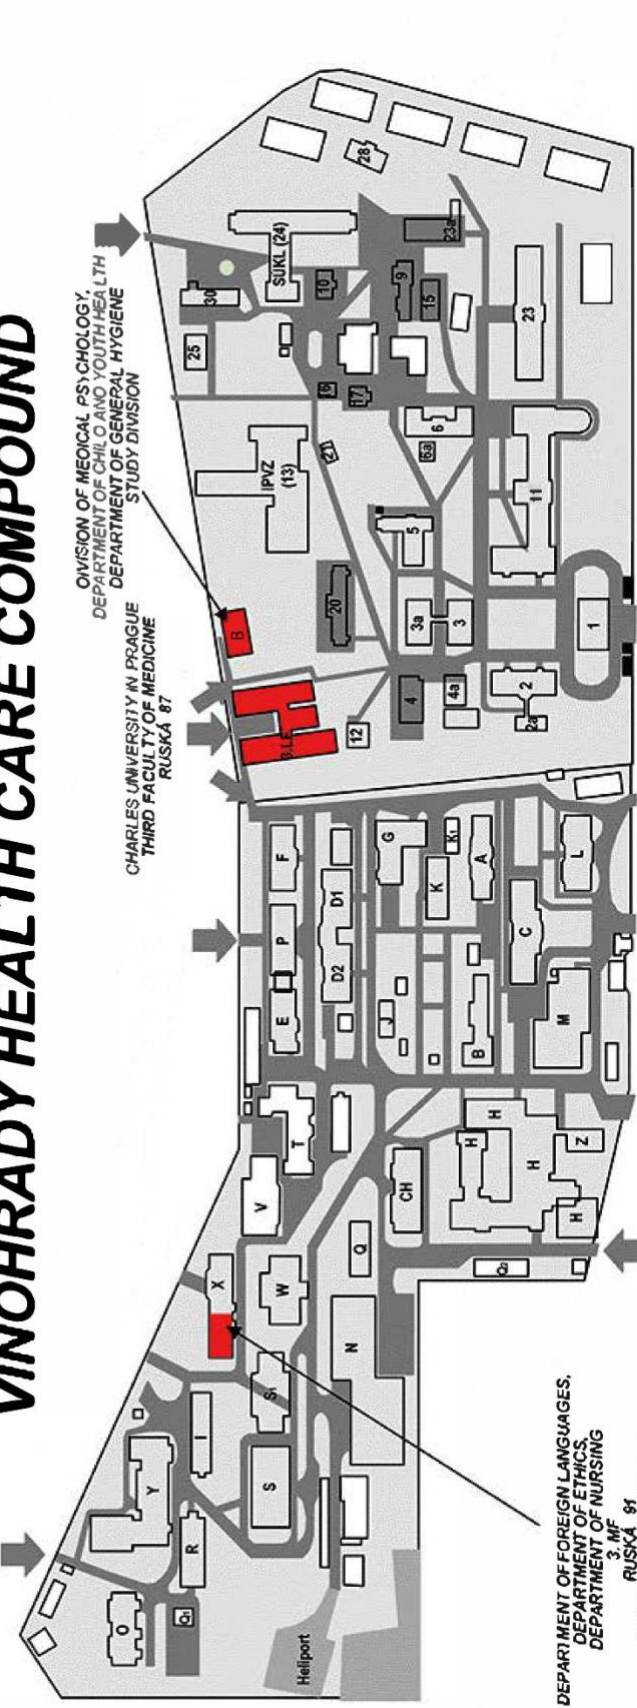 VINOHRADY HEALTH CARE COMPOUND
DIVISION OF MEDICAL PSYCHOLOGY,
DEPARTMENT OF CHILD AND YOUTH HEALTH
DEPARTMENT OF GENERAL HYGIENE
STUDY DIVISION
CHARLES UNIVERSITY IN PRAGUE
THIRD FACULTY OF MEDICINE
RUSKÁ 87
DEPARTMENT OF FOREIGN LANGUAGES,
DEPARTMENT OF ETHICS,
DEPARTMENT OF NURSING
3. MF
RUSKÁ 91
Heliport
O
Q1
Y
R
I
S
S1
X
W
V
T
N
Q
CH
Q2
H
H
H
H
Z
E
P
F
D2
D1
J
G
K
K1
A
B
C
L
M
B
12
20
4
4a
3a
3
2
2a
1
5
6
6a
11
IPVZ
(13)
21
16
17
25
30
SÚKL (24)
10
9
15
23a
23
28